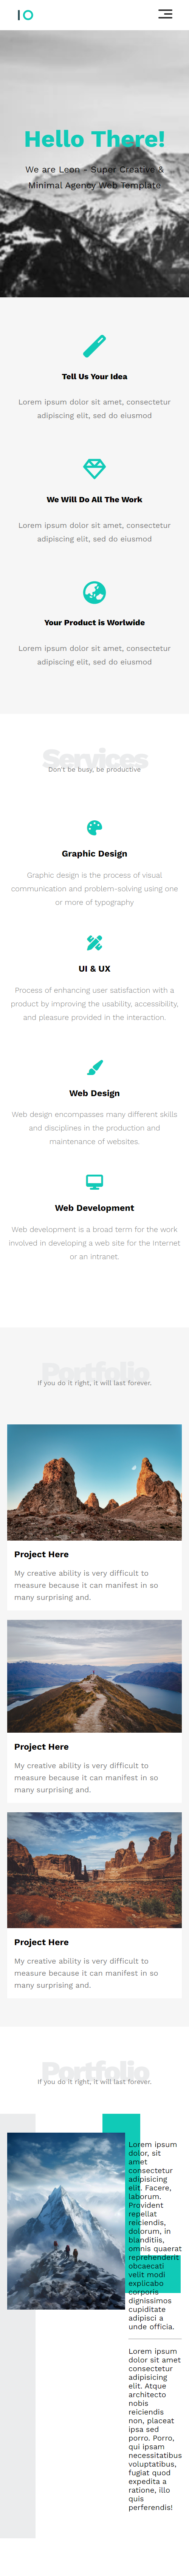 IO
Hello There!
We are Leon - Super Creative &
Minimal Agency Web Template
Tell Us Your Idea
Lorem ipsum dolor sit amet, consectetur
adipiscing elit, sed do eiusmod
We Will Do All The Work
Lorem ipsum dolor sit amet, consectetur
adipiscing elit, sed do eiusmod
Your Product is Worlwide
Lorem ipsum dolor sit amet, consectetur
adipiscing elit, sed do eiusmod
Services
Don't be busy, be productive
Graphic Design
Graphic design is the process of visual
communication and problem-solving using one
or more of typography
UI & UX
Process of enhancing user satisfaction with a
product by improving the usability, accessibility,
and pleasure provided in the interaction.
Web Design
Web design encompasses many different skills
and disciplines in the production and
maintenance of websites.
Web Development
Web development is a broad term for the work
involved in developing a web site for the Internet
or an intranet.
Portfolio
If you do it right, it will last forever.
Project Here
My creative ability is very difficult to
measure because it can manifest in so
many surprising and.
Project Here
My creative ability is very difficult to
measure because it can manifest in so
many surprising and.
Project Here
My creative ability is very difficult to
measure because it can manifest in so
many surprising and.
Portfolio
If you do it right, it will last forever.
Lorem ipsum
dolor, sit
amet
consectetur
adipisicing
elit. Facere,
laborum.
Provident
repellat
reiciendis,
dolorum, in
blanditiis,
omnis quaerat
reprehenderit
obcaecati
velit modi
explicabo
corporis
dignissimos
cupiditate
adipisci a
unde officia.
Lorem ipsum
dolor sit amet
consectetur
adipisicing
elit. Atque
architecto
nobis
reiciendis
non, placeat
ipsa sed
porro. Porro,
qui ipsam
necessitatibus
voluptatibus,
fugiat quod
expedita a
ratione, illo
quis
perferendis!